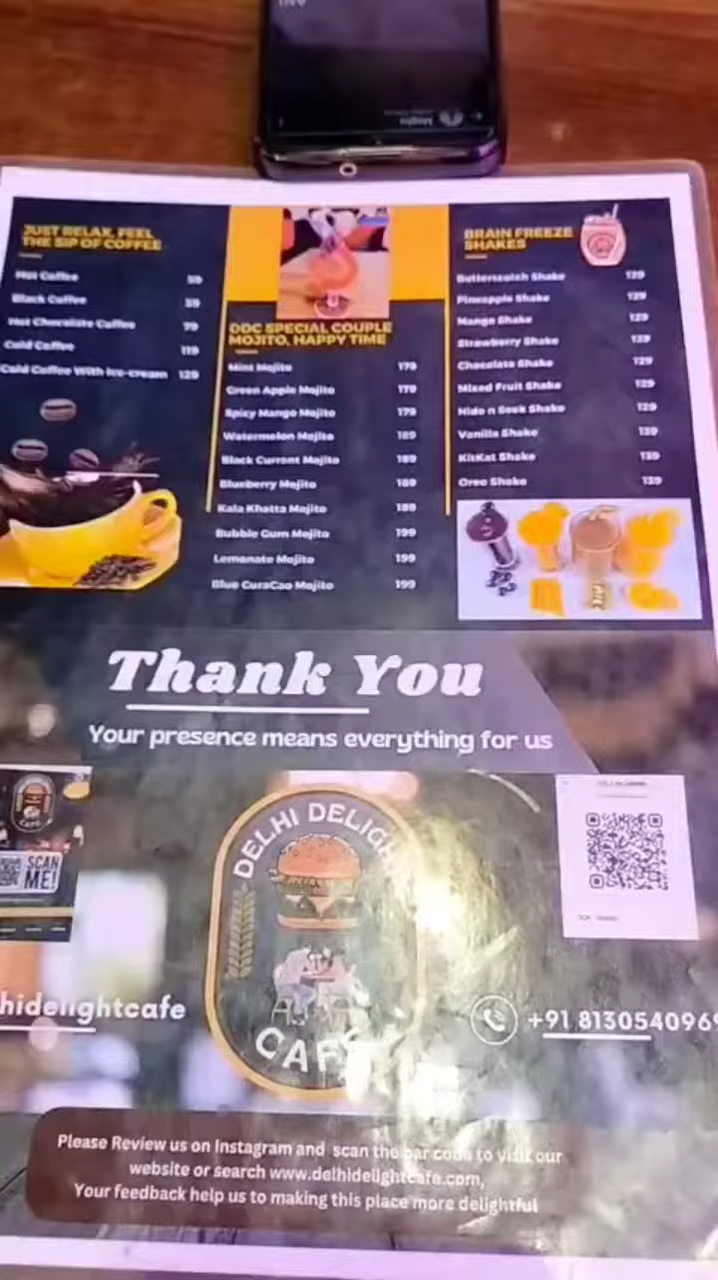 JUST RELAX, FEEL
THE SIP OF COFFEE
Hot Coffee 59
Black Coffee 59
Hot Chocolate Coffee 99
Cold Coffee 119
Cold Coffee With Ice-cream 129
DDC SPECIAL COUPLE
MOJITO, HAPPY TIME
Mint Mojito 179
Green Apple Mojito 179
Spicy Mango Mojito 179
Watermelon Mojito 189
Black Currant Mojito 189
Blueberry Mojito 189
Kala Khatta Mojito 189
Bubble Gum Mojito 199
Lemonate Mojito 199
Blue CuraCao Mojito 199
BRAIN FREEZE
SHAKES
Butterscotch Shake 129
Pineapple Shake 129
Mango Shake 129
Strawberry Shake 129
Chocolate Shake 129
Mixed Fruit Shake 129
Hide n Seek Shake 129
Vanilla Shake 139
KitKat Shake 139
Oreo Shake 139
Thank You
Your presence means everything for us
SCAN
ME!
DELHI DELIGHT
CAFE
hidelightcafe
+91 8130540969
Please Review us on Instagram and scan the bar code to visit our
website or search www.delhidelightcafe.com,
Your feedback help us to making this place more delightful